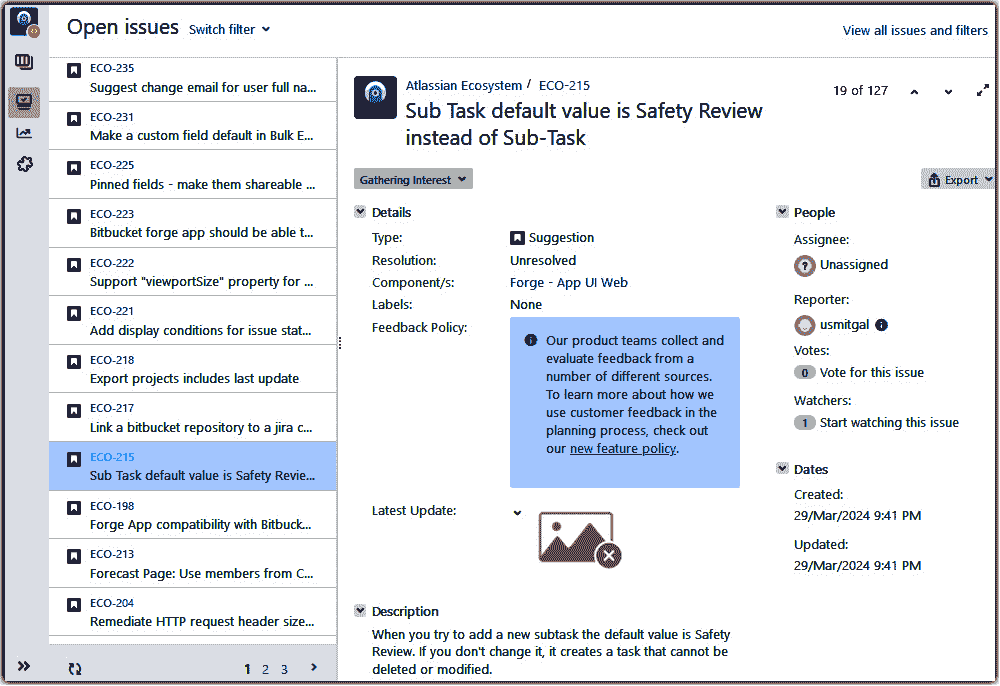 Open issues
Switch filter
View all issues and filters
ECO-235
Suggest change email for user full na...
ECO-231
Make a custom field default in Bulk E...
ECO-225
Pinned fields - make them shareable ...
ECO-223
Bitbucket forge app should be able t...
ECO-222
Support "viewportSize" property for ...
ECO-221
Add display conditions for issue stat...
ECO-218
Export projects includes last update
ECO-217
Link a bitbucket repository to a jira c...
ECO-215
Sub Task default value is Safety Revie...
ECO-198
Forge App compatibility with Bitbuck...
ECO-213
Forecast Page: Use members from C...
ECO-204
Remediate HTTP request header size...
1 2 3
Atlassian Ecosystem / ECO-215
19 of 127
Sub Task default value is Safety Review
instead of Sub-Task
Gathering Interest
Export
Details
Type:
Suggestion
Resolution:
Unresolved
Component/s:
Forge - App UI Web
Labels:
None
Feedback Policy:
Our product teams collect and
evaluate feedback from a
number of different sources.
To learn more about how we
use customer feedback in the
planning process, check out
our new feature policy.
Latest Update:
Description
When you try to add a new subtask the default value is Safety
Review. If you don't change it, it creates a task that cannot be
deleted or modified.
People
Assignee:
Unassigned
Reporter:
usmitgal
Votes:
0 Vote for this issue
Watchers:
1 Start watching this issue
Dates
Created:
29/Mar/2024 9:41 PM
Updated:
29/Mar/2024 9:41 PM